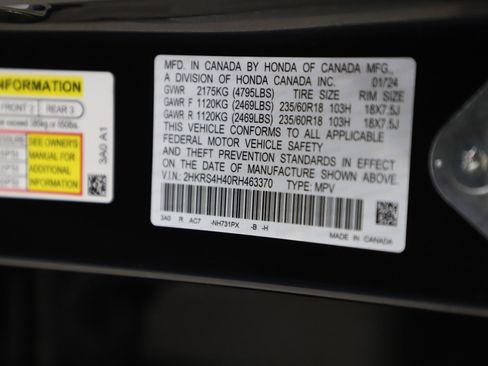 INFORMATION
FRONT 2 REAR 3
SEE OWNER'S
MANUAL FOR
ADDITIONAL
INFORMATION
3A0 A1
MFD. IN CANADA BY HONDA OF CANADA MFG.,
A DIVISION OF HONDA CANADA INC. 01/24
GVWR 2175KG (4795LBS) TIRE SIZE RIM SIZE
GAWR F 1120KG (2469LBS) 235/60R18 103H 18X7.5J
GAWR R 1120KG (2469LBS) 235/60R18 103H 18X7.5J
THIS VEHICLE CONFORMS TO ALL APPLICABLE
FEDERAL MOTOR VEHICLE SAFETY
AND THEFT PREVENTION STANDARDS IN EFFECT
ON THE DATE OF MANUFACTURE SHOWN ABOVE.
V.I.N.: 2HKRS4H40RH463370 TYPE: MPV
3A0 R AC7 -NH731PX -B -H
MADE IN CANADA